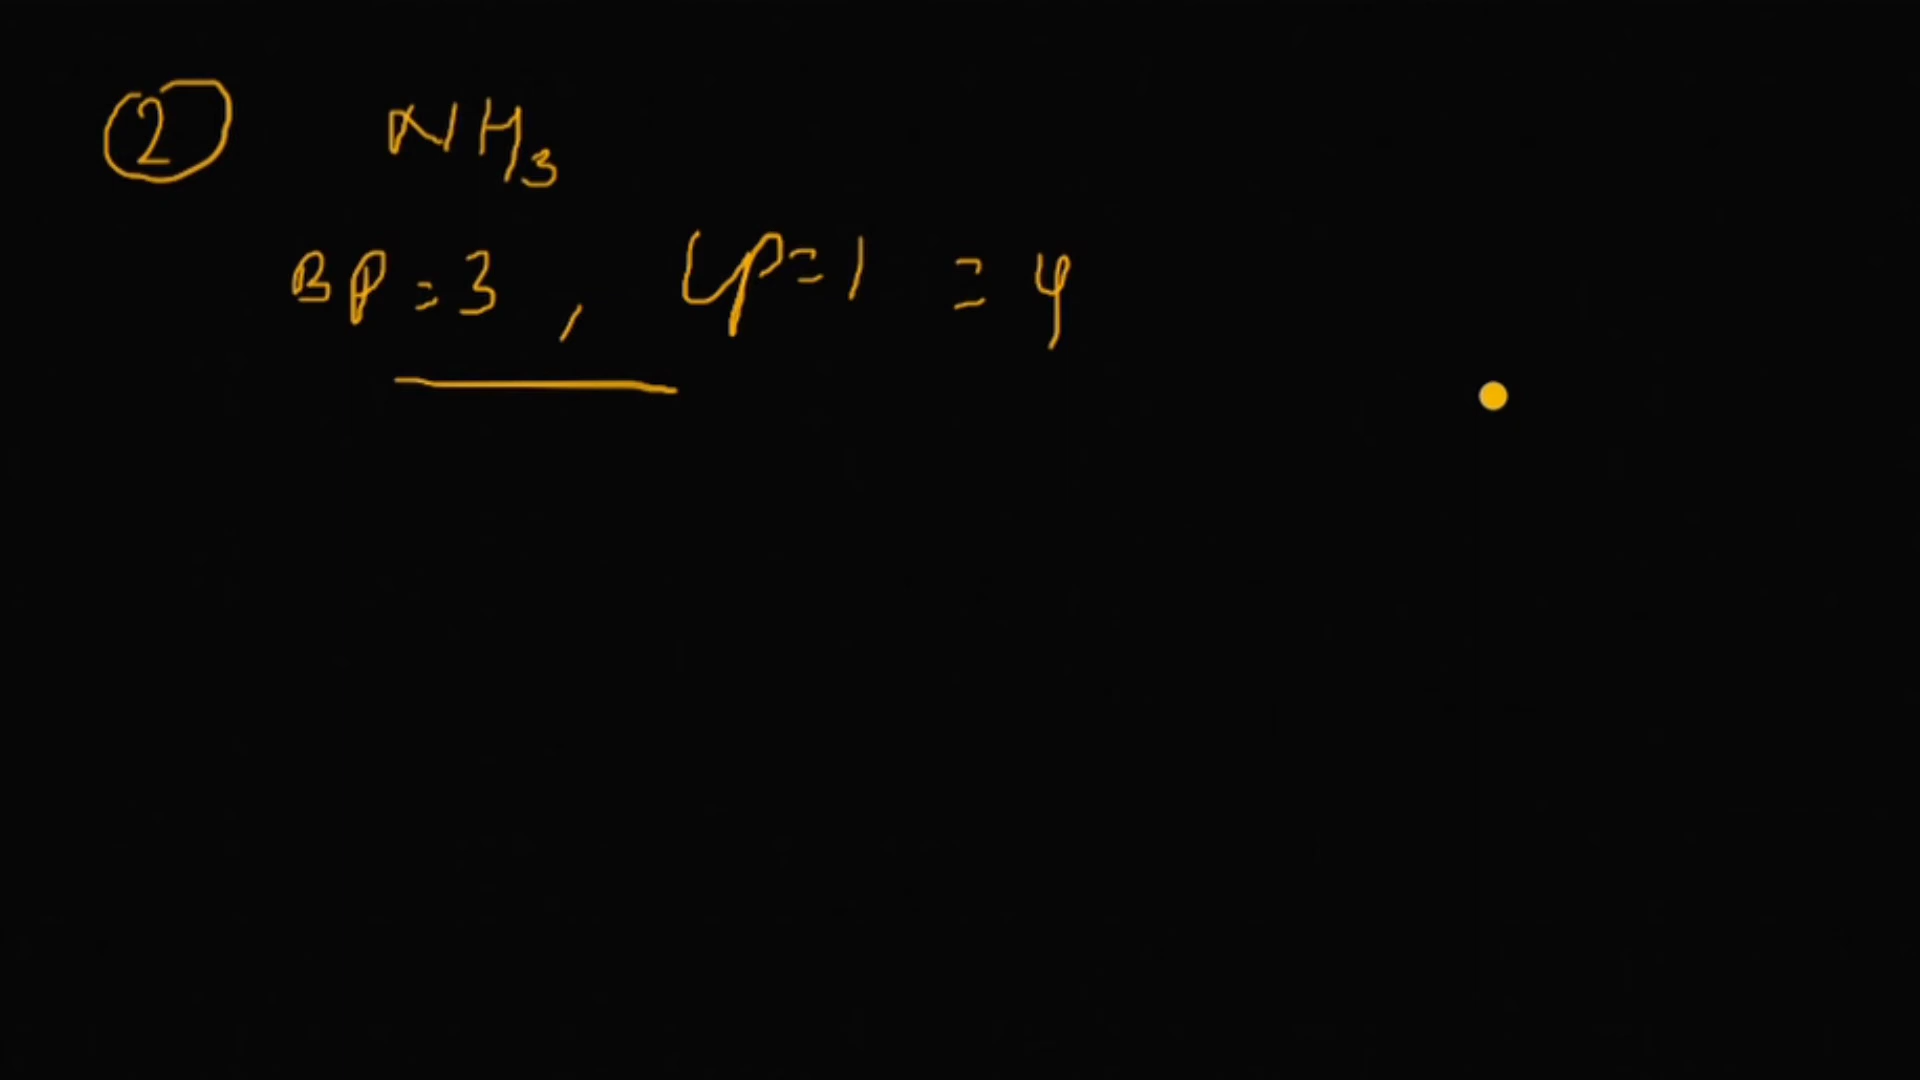 ② NH₃
BP = 3 , LP = 1 = 4